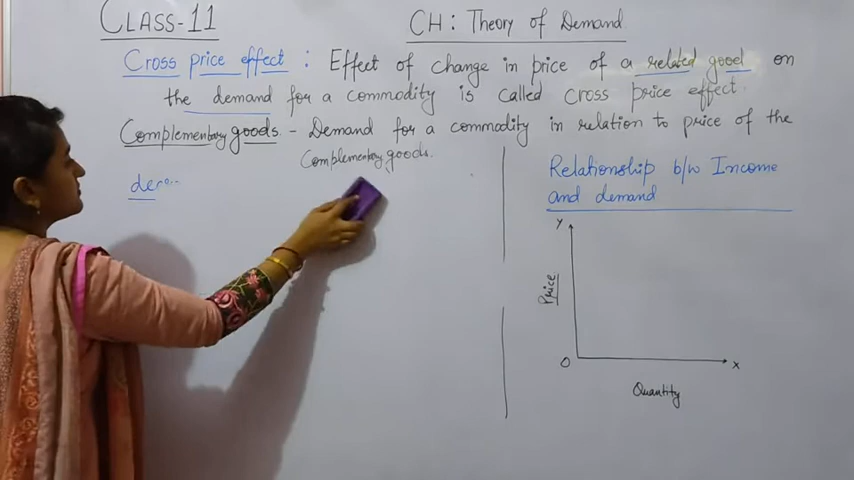 CLASS-11
CH: Theory of Demand
Cross price effect : Effect of change in price of a related good on
the demand for a commodity is called cross price effect.
Complementary goods. - Demand for a commodity in relation to price of the
Complementary goods.
Relationship b/w Income
and demand
Y
Price
O
X
Quantity